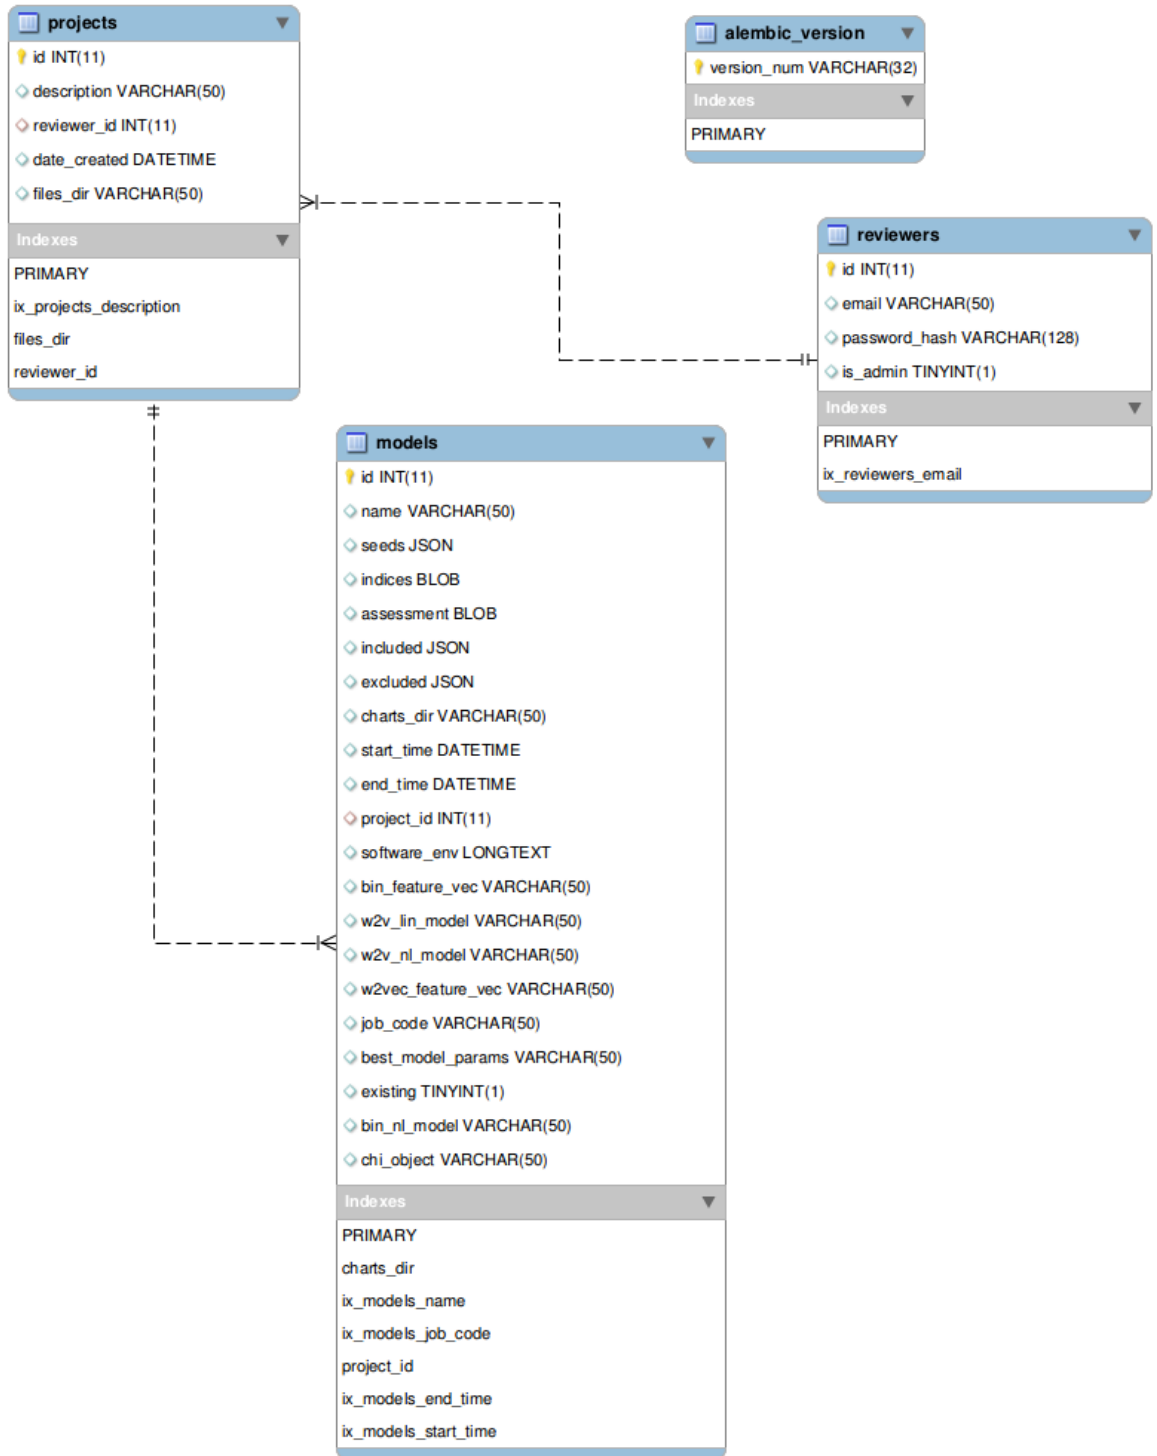 projects
id INT(11)
description VARCHAR(50)
reviewer_id INT(11)
date_created DATETIME
files_dir VARCHAR(50)
Indexes
PRIMARY
ix_projects_description
files_dir
reviewer_id
alembic_version
version_num VARCHAR(32)
Indexes
PRIMARY
reviewers
id INT(11)
email VARCHAR(50)
password_hash VARCHAR(128)
is_admin TINYINT(1)
Indexes
PRIMARY
ix_reviewers_email
models
id INT(11)
name VARCHAR(50)
seeds JSON
indices BLOB
assessment BLOB
included JSON
excluded JSON
charts_dir VARCHAR(50)
start_time DATETIME
end_time DATETIME
project_id INT(11)
software_env LONGTEXT
bin_feature_vec VARCHAR(50)
w2v_lin_model VARCHAR(50)
w2v_nl_model VARCHAR(50)
w2vec_feature_vec VARCHAR(50)
job_code VARCHAR(50)
best_model_params VARCHAR(50)
existing TINYINT(1)
bin_nl_model VARCHAR(50)
chi_object VARCHAR(50)
Indexes
PRIMARY
charts_dir
ix_models_name
ix_models_job_code
project_id
ix_models_end_time
ix_models_start_time